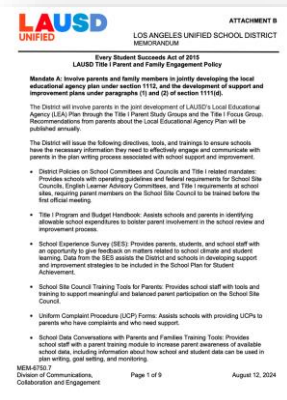 LAUSD
UNIFIED
ATTACHMENT B
LOS ANGELES UNIFIED SCHOOL DISTRICT
MEMORANDUM
Every Student Succeeds Act of 2015
LAUSD Title I Parent and Family Engagement Policy
Mandate A: Involve parents and family members in jointly developing the local
educational agency plan under section 1112, and the development of support and
improvement plans under paragraphs (1) and (2) of section 1111(d).
The District will involve parents in the joint development of LAUSD's Local Educational
Agency (LEA) Plan through the Title I Parent Study Groups and the Title I Focus Group.
Recommendations from parents about the Local Educational Agency Plan will be
published annually.
The District will issue the following directives, tools, and trainings to ensure schools
have the necessary information they need to effectively engage and communicate with
parents in the plan writing process associated with school support and improvement.
• District Policies on School Committees and Councils and Title I related mandates:
Provides schools with operating guidelines and federal requirements for School Site
Councils, English Learner Advisory Committees, and Title I requirements at school
sites, requiring parent members on the School Site Council to be trained before the
first official meeting.
• Title I Program and Budget Handbook: Assists schools and parents in identifying
allowable school expenditures to bolster parent involvement in the school review and
improvement process.
• School Experience Survey (SES): Provides parents, students, and school staff with
an opportunity to give feedback on matters related to school climate and student
learning. Data from the SES assists the District and schools in developing support
and improvement strategies to be included in the School Plan for Student
Achievement.
• School Site Council Training Tools for Parents: Provides school staff with tools and
training to support meaningful and balanced parent participation on the School Site
Council.
• Uniform Complaint Procedure (UCP) Forms: Assists schools with providing UCPs to
parents who have complaints and who need support.
• School Data Conversations with Parents and Families Training Tools: Provides
school staff with a parent training module to increase parent awareness of available
school data, including information about how school and student data can be used in
plan writing, goal setting, and monitoring.
MEM-6750.7
Division of Communications, Page 1 of 9 August 12, 2024
Collaboration and Engagement